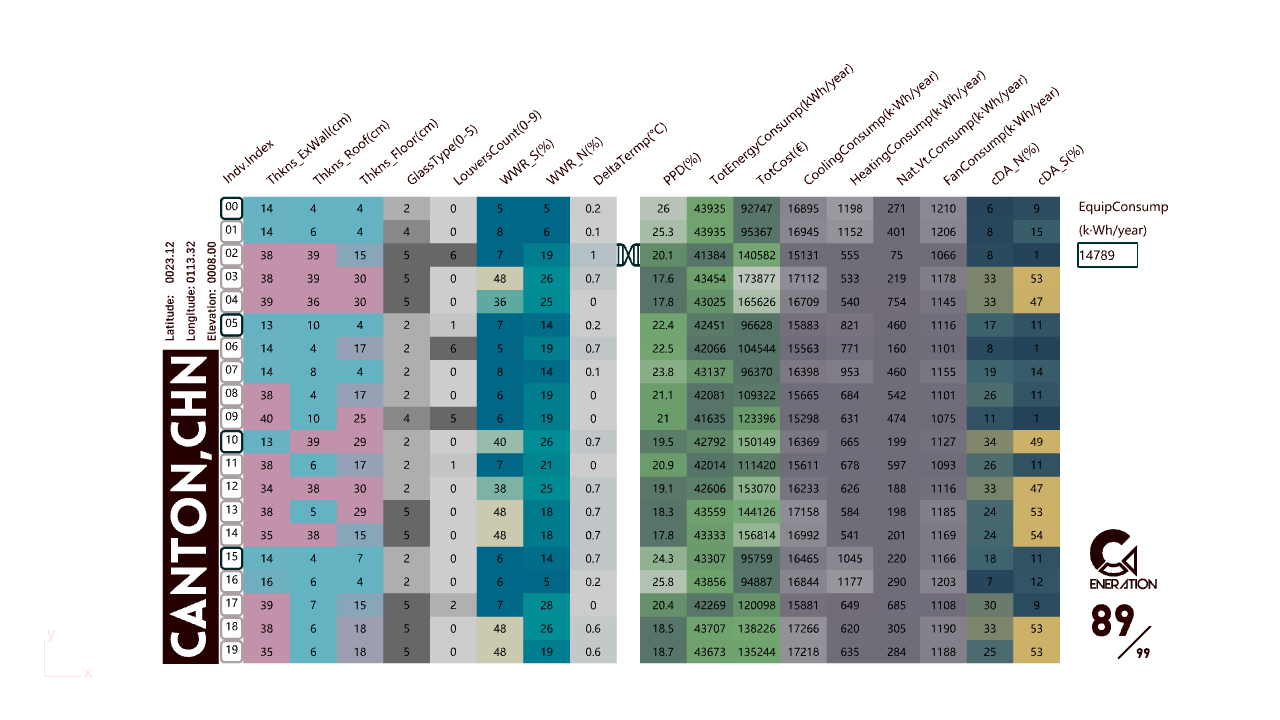 Indv.Index Thkns_ExWall(cm) Thkns_Roof(cm) Thkns_Floor(cm) GlassType(0-5) LouversCount(0-9) WWR_S(%) WWR_N(%) DeltaTermp(°C) PPD(%) TotEnergyConsump(kWh/year) TotCost(€) CoolingConsump(k·Wh/year) HeatingConsump(k·Wh/year) Nat.Vt.Consump(k·Wh/year) FanConsump(k·Wh/year) cDA_N(%) cDA_S(%)
00 14 4 4 2 0 5 5 0.2 26 43935 92747 16895 1198 271 1210 6 9
01 14 6 4 4 0 8 6 0.1 25.3 43935 95367 16945 1152 401 1206 8 15
02 38 39 15 5 6 7 19 1 20.1 41384 140582 15131 555 75 1066 8 1
03 38 39 30 5 0 48 26 0.7 17.6 43454 173877 17112 533 219 1178 33 53
04 39 36 30 5 0 36 25 0 17.8 43025 165626 16709 540 754 1145 33 47
05 13 10 4 2 1 7 14 0.2 22.4 42451 96628 15883 821 460 1116 17 11
06 14 4 17 2 6 5 19 0.7 22.5 42066 104544 15563 771 160 1101 8 1
07 14 8 4 2 0 8 14 0.1 23.8 43137 96370 16398 953 460 1155 19 14
08 38 4 17 2 0 6 19 0 21.1 42081 109322 15665 684 542 1101 26 11
09 40 10 25 4 5 6 19 0 21 41635 123396 15298 631 474 1075 11 1
10 13 39 29 2 0 40 26 0.7 19.5 42792 150149 16369 665 199 1127 34 49
11 38 6 17 2 1 7 21 0 20.9 42014 111420 15611 678 597 1093 26 11
12 34 38 30 2 0 38 25 0.7 19.1 42606 153070 16233 626 188 1116 33 47
13 38 5 29 5 0 48 18 0.7 18.3 43559 144126 17158 584 198 1185 24 53
14 35 38 15 5 0 48 18 0.7 17.8 43333 156814 16992 541 201 1169 24 54
15 14 4 7 2 0 6 14 0.7 24.3 43307 95759 16465 1045 220 1166 18 11
16 16 6 4 2 0 6 5 0.2 25.8 43856 94887 16844 1177 290 1203 7 12
17 39 7 15 5 2 7 28 0 20.4 42269 120098 15881 649 685 1108 30 9
18 38 6 18 5 0 48 26 0.6 18.5 43707 138226 17266 620 305 1190 33 53
19 35 6 18 5 0 48 19 0.6 18.7 43673 135244 17218 635 284 1188 25 53
EquipConsump
(k·Wh/year)
14789
Latitude: 0023.12
Longitude: 0113.32
Elevation: 0008.00
CANTON,CHN
ENERATION
89/99
y
x